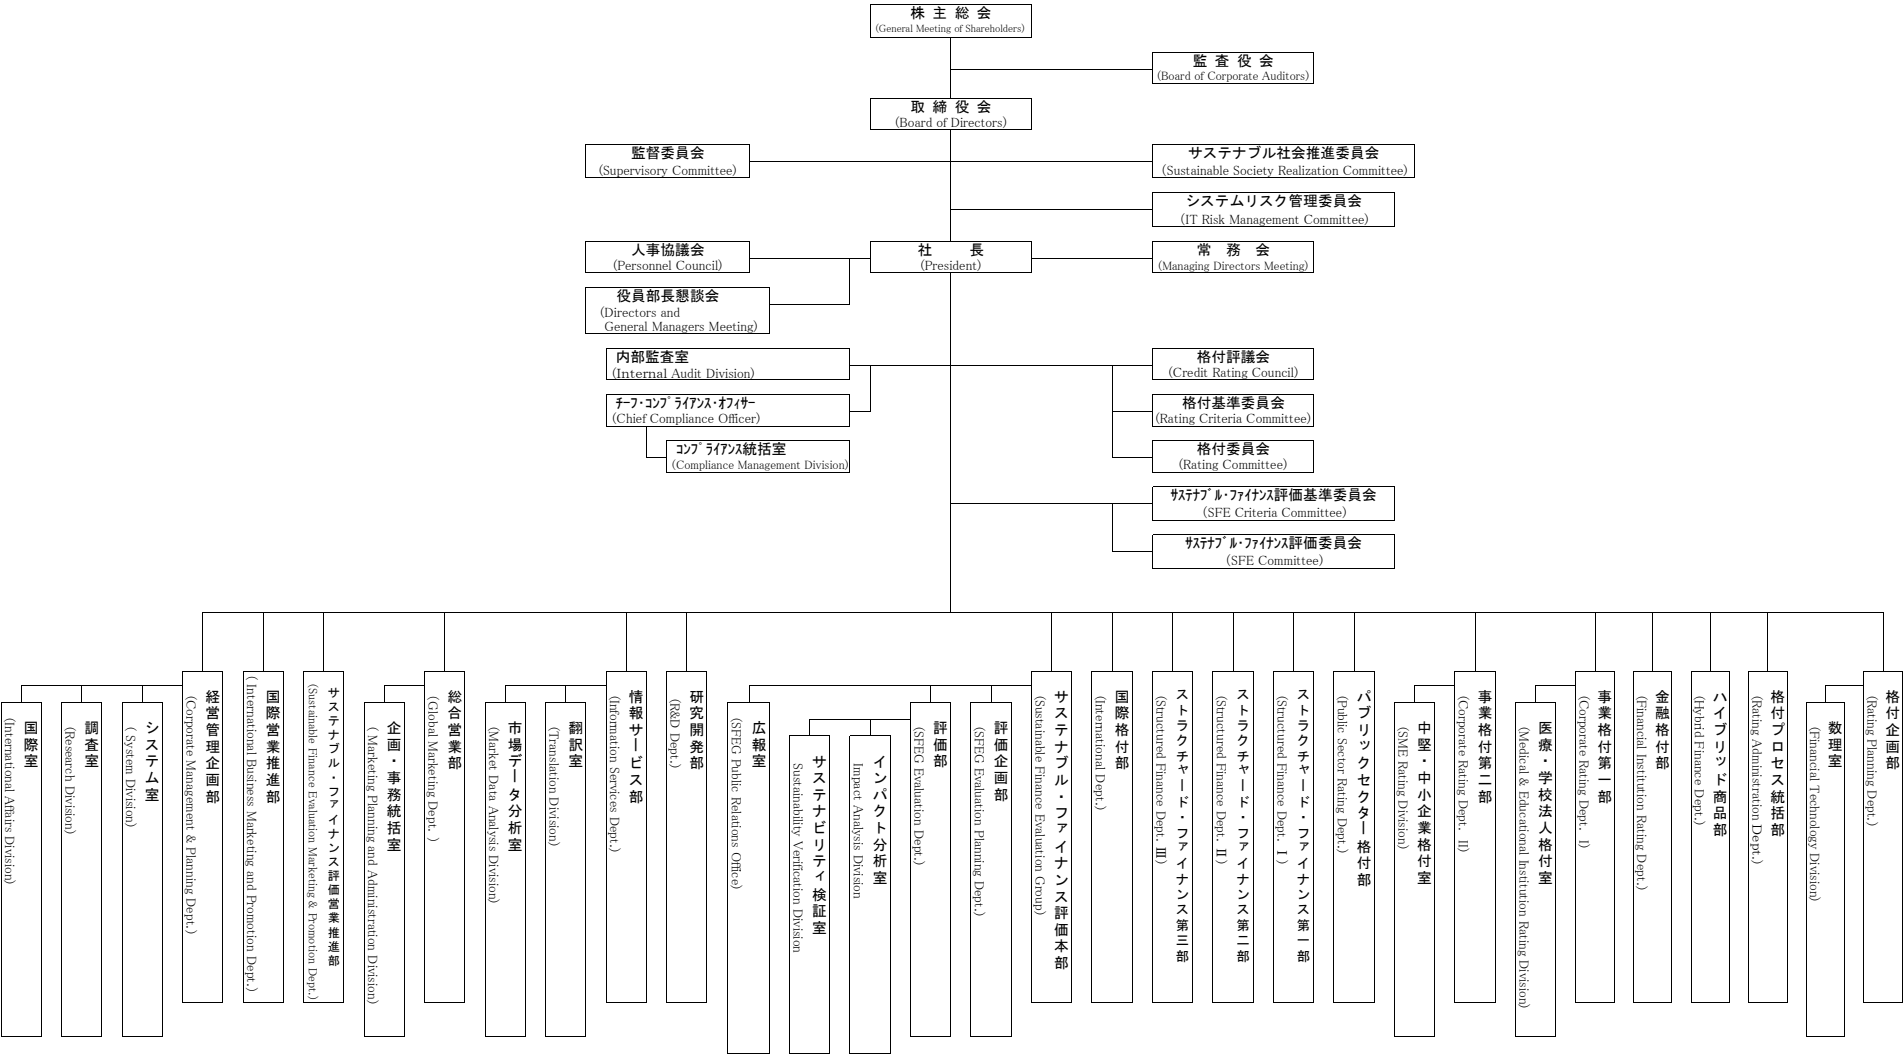 株 主 総 会
(General Meeting of Shareholders)
監 査 役 会
(Board of Corporate Auditors)
取 締 役 会
(Board of Directors)
監督委員会
(Supervisory Committee)
サステナブル社会推進委員会
(Sustainable Society Realization Committee)
システムリスク管理委員会
(IT Risk Management Committee)
人事協議会
(Personnel Council)
社　　長
(President)
常 務 会
(Managing Directors Meeting)
役員部長懇談会
(Directors and
General Managers Meeting)
内部監査室
(Internal Audit Division)
格付評議会
(Credit Rating Council)
ﾁｰﾌ･ｺﾝﾌﾟﾗｲｱﾝｽ･ｵﾌｨｻｰ
(Chief Compliance Officer)
格付基準委員会
(Rating Criteria Committee)
ｺﾝﾌﾟﾗｲｱﾝｽ統括室
(Compliance Management Division)
格付委員会
(Rating Committee)
ｻｽﾃﾅﾌﾞﾙ･ﾌｧｲﾅﾝｽ評価基準委員会
(SFE Criteria Committee)
ｻｽﾃﾅﾌﾞﾙ･ﾌｧｲﾅﾝｽ評価委員会
(SFE Committee)
国際室
(International Affairs Division)
調査室
(Research Division)
システム室
( System Division)
経営管理企画部
(Corporate Management & Planning Dept.)
国際営業推進部
( International Business Marketing and Promotion Dept.)
サステナブル・ファイナンス評価営業推進部
(Sustainable Finance Evaluation Marketing & Promotion Dept.)
企画・事務統括室
( Marketing Planning and Administration Division)
総合営業部
(Global Marketing Dept. )
市場データ分析室
(Market Data Analysis Division)
翻訳室
(Translation Division)
情報サービス部
(Information Services Dept.)
研究開発部
(R&D Dept.)
広報室
(SFEG Public Relations Office)
サステナビリティ検証室
Sustainability Verification Division
インパクト分析室
Impact Analysis Division
評価部
(SFEG Evaluation Dept.)
評価企画部
(SFEG Evaluation Planning Dept.)
サステナブル・ファイナンス評価本部
(Sustainable Finance Evaluation Group)
国際格付部
(International Dept.)
ストラクチャード・ファイナンス第三部
(Structured Finance Dept. Ⅲ)
ストラクチャード・ファイナンス第二部
(Structured Finance Dept. Ⅱ)
ストラクチャード・ファイナンス第一部
(Structured Finance Dept. Ⅰ)
パブリックセクター格付部
(Public Sector Rating Dept.)
中堅・中小企業格付室
(SME Rating Division)
事業格付第二部
(Corporate Rating Dept. Ⅱ)
医療・学校法人格付室
(Medical & Educational Institution Rating Division)
事業格付第一部
(Corporate Rating Dept. Ⅰ)
金融格付部
(Financial Institution Rating Dept.)
ハイブリッド商品部
(Hybrid Finance Dept.)
格付プロセス統括部
(Rating Administration Dept.)
数理室
(Financial Technology Division)
格付企画部
(Rating Planning Dept.)